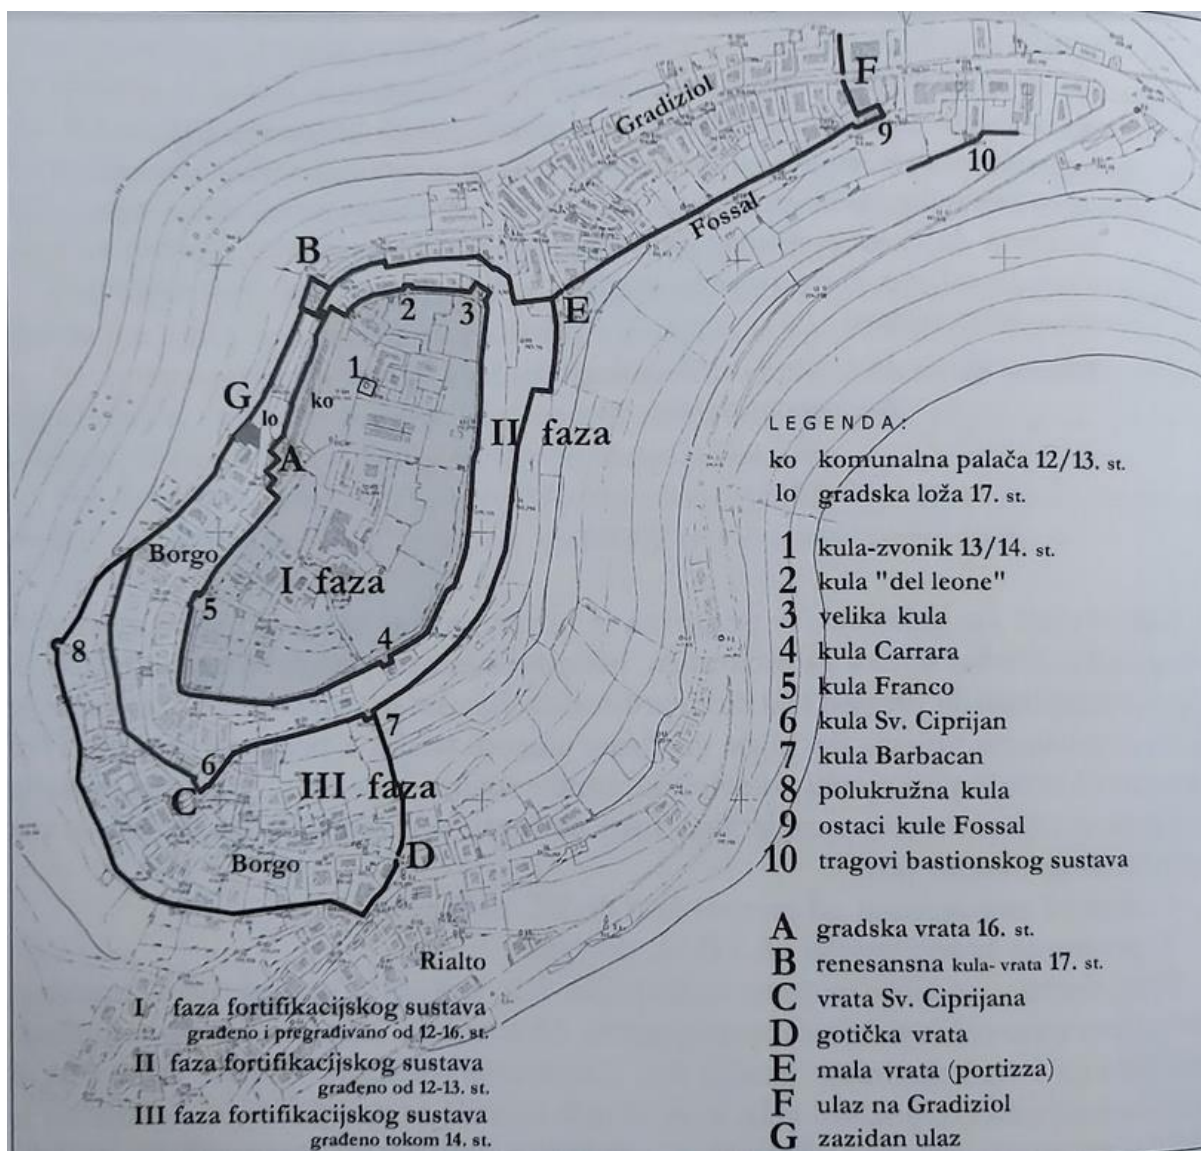 Gradiziol
F
9
10
Fossal
B
2
3
E
1
G
lo
ko
A
II faza
Borgo
I faza
5
4
8
7
6
C
III faza
D
Borgo
Rialto
I faza fortifikacijskog sustava
građeno i pregrađivano od 12-16. st.
II faza fortifikacijskog sustava
građeno od 12-13. st.
III faza fortifikacijskog sustava
građeno tokom 14. st.
LEGENDA:
ko komunalna palača 12/13. st.
lo gradska loža 17. st.
1 kula-zvonik 13/14. st.
2 kula "del leone"
3 velika kula
4 kula Carrara
5 kula Franco
6 kula Sv. Ciprijan
7 kula Barbacan
8 polukružna kula
9 ostaci kule Fossal
10 tragovi bastionskog sustava
A gradska vrata 16. st.
B renesansna kula-vrata 17. st.
C vrata Sv. Ciprijana
D gotička vrata
E mala vrata (portizza)
F ulaz na Gradiziol
G zazidan ulaz